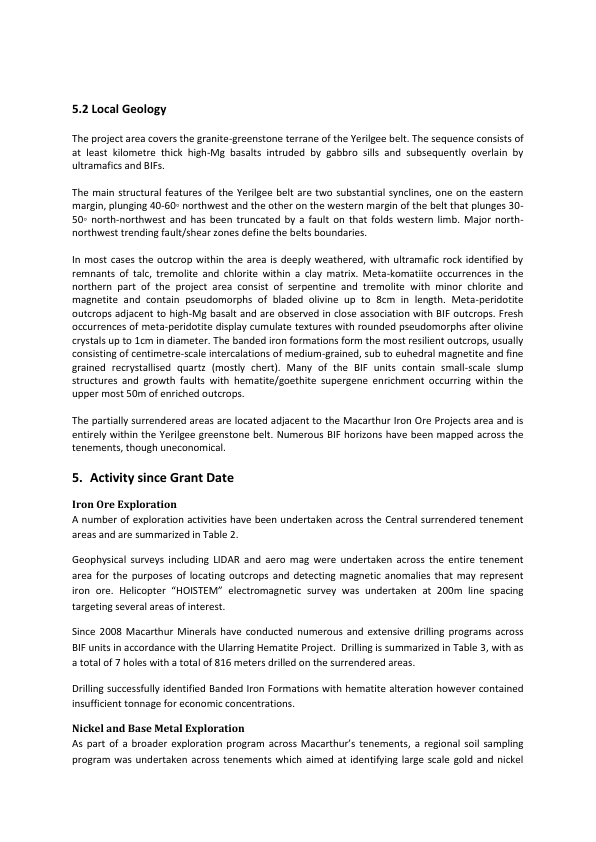 5.2 Local Geology
The project area covers the granite-greenstone terrane of the Yerilgee belt. The sequence consists of
at least kilometre thick high-Mg basalts intruded by gabbro sills and subsequently overlain by
ultramafics and BIFs.
The main structural features of the Yerilgee belt are two substantial synclines, one on the eastern
margin, plunging 40-60◦ northwest and the other on the western margin of the belt that plunges 30-
50◦ north-northwest and has been truncated by a fault on that folds western limb. Major north-
northwest trending fault/shear zones define the belts boundaries.
In most cases the outcrop within the area is deeply weathered, with ultramafic rock identified by
remnants of talc, tremolite and chlorite within a clay matrix. Meta-komatiite occurrences in the
northern part of the project area consist of serpentine and tremolite with minor chlorite and
magnetite and contain pseudomorphs of bladed olivine up to 8cm in length. Meta-peridotite
outcrops adjacent to high-Mg basalt and are observed in close association with BIF outcrops. Fresh
occurrences of meta-peridotite display cumulate textures with rounded pseudomorphs after olivine
crystals up to 1cm in diameter. The banded iron formations form the most resilient outcrops, usually
consisting of centimetre-scale intercalations of medium-grained, sub to euhedral magnetite and fine
grained recrystallised quartz (mostly chert). Many of the BIF units contain small-scale slump
structures and growth faults with hematite/goethite supergene enrichment occurring within the
upper most 50m of enriched outcrops.
The partially surrendered areas are located adjacent to the Macarthur Iron Ore Projects area and is
entirely within the Yerilgee greenstone belt. Numerous BIF horizons have been mapped across the
tenements, though uneconomical.
5. Activity since Grant Date
Iron Ore Exploration
A number of exploration activities have been undertaken across the Central surrendered tenement
areas and are summarized in Table 2.
Geophysical surveys including LIDAR and aero mag were undertaken across the entire tenement
area for the purposes of locating outcrops and detecting magnetic anomalies that may represent
iron ore. Helicopter “HOISTEM” electromagnetic survey was undertaken at 200m line spacing
targeting several areas of interest.
Since 2008 Macarthur Minerals have conducted numerous and extensive drilling programs across
BIF units in accordance with the Ularring Hematite Project. Drilling is summarized in Table 3, with as
a total of 7 holes with a total of 816 meters drilled on the surrendered areas.
Drilling successfully identified Banded Iron Formations with hematite alteration however contained
insufficient tonnage for economic concentrations.
Nickel and Base Metal Exploration
As part of a broader exploration program across Macarthur’s tenements, a regional soil sampling
program was undertaken across tenements which aimed at identifying large scale gold and nickel